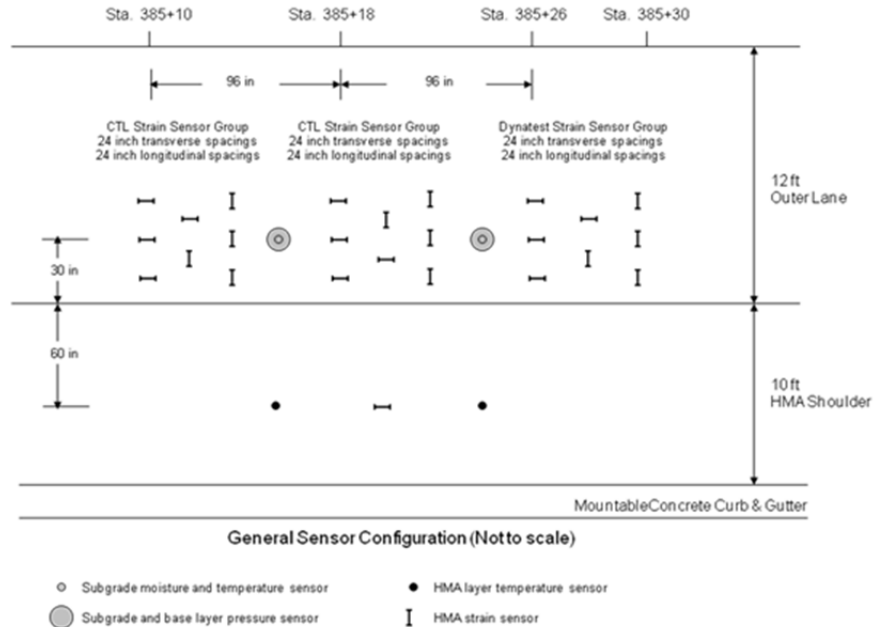 Sta. 385+10 Sta. 385+18 Sta. 385+26 Sta. 385+30
96 in 96 in
CTL Strain Sensor Group
24 inch transverse spacings
24 inch longitudinal spacings
CTL Strain Sensor Group
24 inch transverse spacings
24 inch longitudinal spacings
Dynatest Strain Sensor Group
24 inch transverse spacings
24 inch longitudinal spacings
12 ft
Outer Lane
30 in
60 in
10 ft
HMA Shoulder
Mountable Concrete Curb & Gutter
General Sensor Configuration (Not to scale)
Subgrade moisture and temperature sensor
HMA layer temperature sensor
Subgrade and base layer pressure sensor
HMA strain sensor